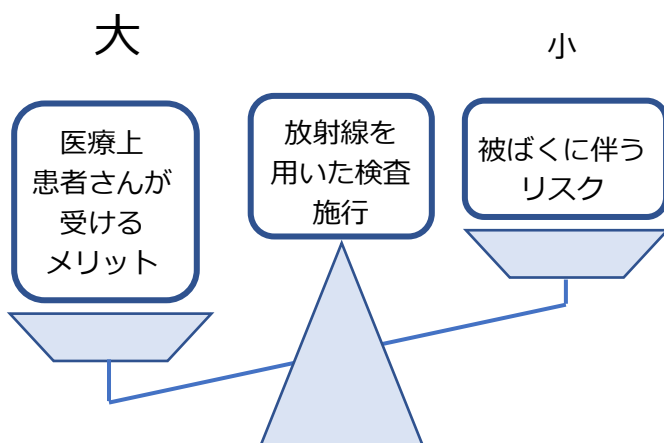 大
小
医療上
患者さんが
受ける
メリット
放射線を
用いた検査
施行
被ばくに伴う
リスク